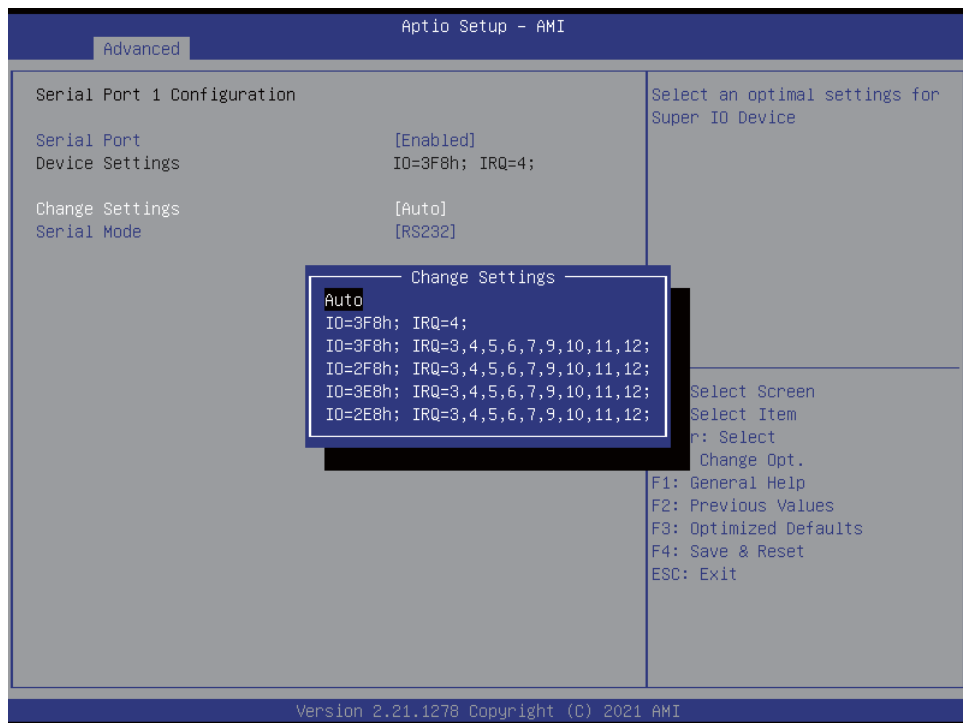 Aptio Setup – AMI
Advanced
Serial Port 1 Configuration
Serial Port [Enabled]
Device Settings IO=3F8h; IRQ=4;
Change Settings [Auto]
Serial Mode [RS232]
Select an optimal settings for
Super IO Device
Change Settings
Auto
IO=3F8h; IRQ=4;
IO=3F8h; IRQ=3,4,5,6,7,9,10,11,12;
IO=2F8h; IRQ=3,4,5,6,7,9,10,11,12;
IO=3E8h; IRQ=3,4,5,6,7,9,10,11,12;
IO=2E8h; IRQ=3,4,5,6,7,9,10,11,12;
Select Screen
Select Item
r: Select
Change Opt.
F1: General Help
F2: Previous Values
F3: Optimized Defaults
F4: Save & Reset
ESC: Exit
Version 2.21.1278 Copyright (C) 2021 AMI